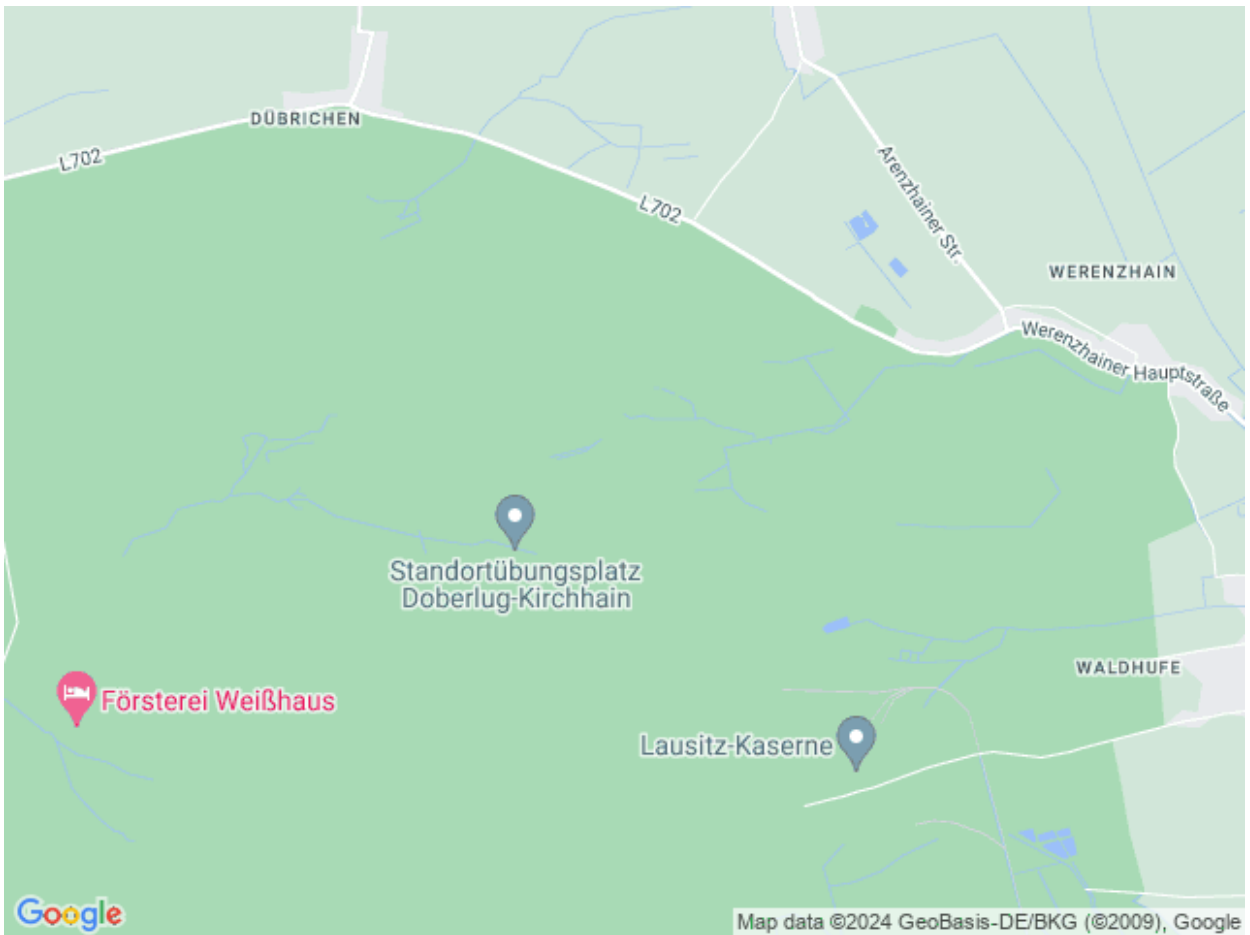 DÜBRICHEN
L702
Arenzhainer Str.
L702
WERENZHAIN
Werenzhainer Hauptstraße
Standortübungsplatz
Doberlug-Kirchhain
WALDHUFE
Försterei Weißhaus
Lausitz-Kaserne
Google
Map data ©2024 GeoBasis-DE/BKG (©2009), Google